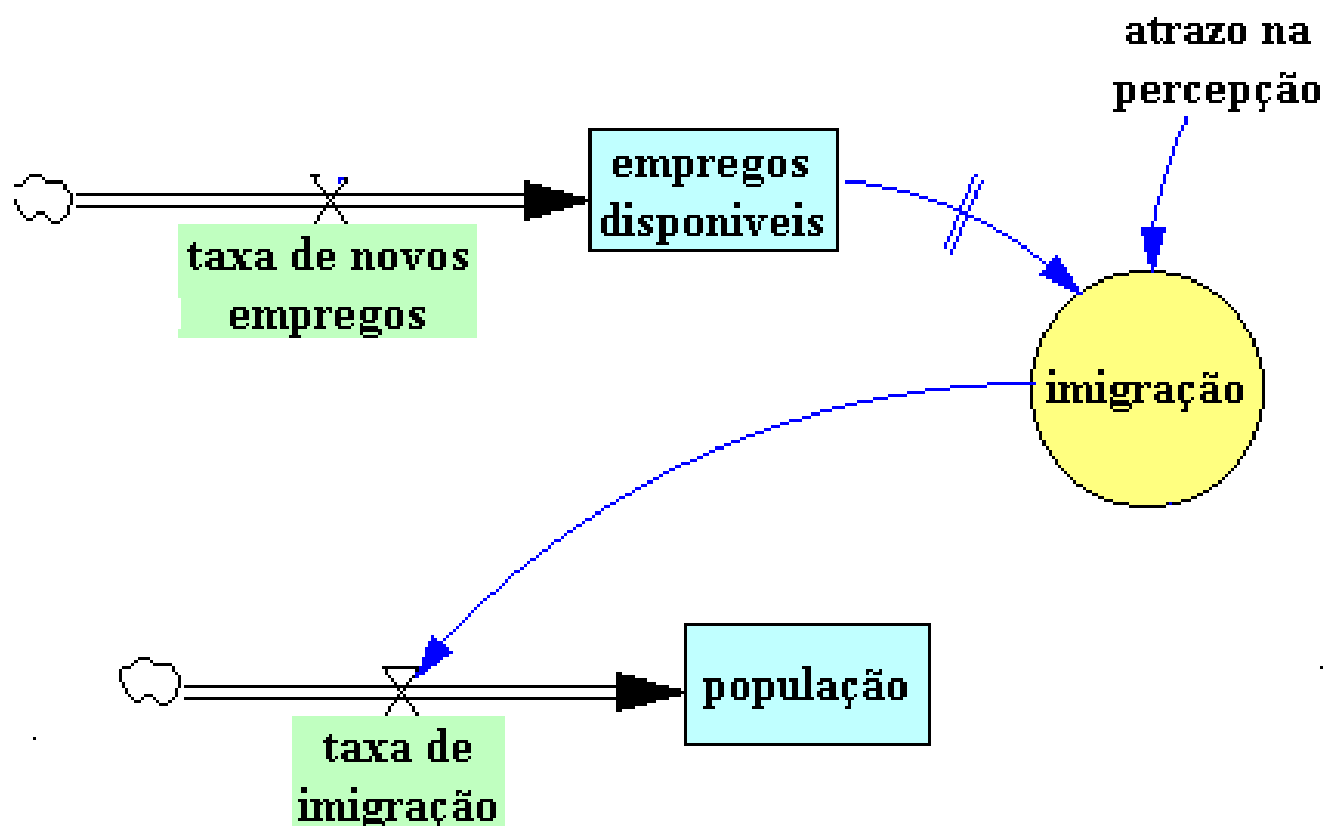 atrazo na
percepção
empregos
disponiveis
taxa de novos
empregos
imigração
população
taxa de
imigração